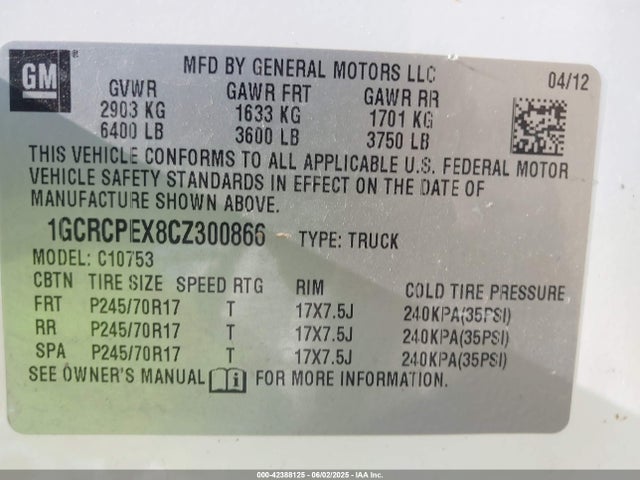 GM
MFD BY GENERAL MOTORS LLC 04/12
GVWR GAWR FRT GAWR RR
2903 KG 1633 KG 1701 KG
6400 LB 3600 LB 3750 LB
THIS VEHICLE CONFORMS TO ALL APPLICABLE U.S. FEDERAL MOTOR
VEHICLE SAFETY STANDARDS IN EFFECT ON THE DATE OF
MANUFACTURE SHOWN ABOVE.
1GCRCPEX8CZ300866 TYPE: TRUCK
MODEL: C10753
CBTN TIRE SIZE SPEED RTG RIM COLD TIRE PRESSURE
FRT P245/70R17 T 17X7.5J 240KPA(35PSI)
RR P245/70R17 T 17X7.5J 240KPA(35PSI)
SPA P245/70R17 T 17X7.5J 240KPA(35PSI)
SEE OWNER'S MANUAL FOR MORE INFORMATION.
000-42388125 - 06/02/2025 - IAA Inc.